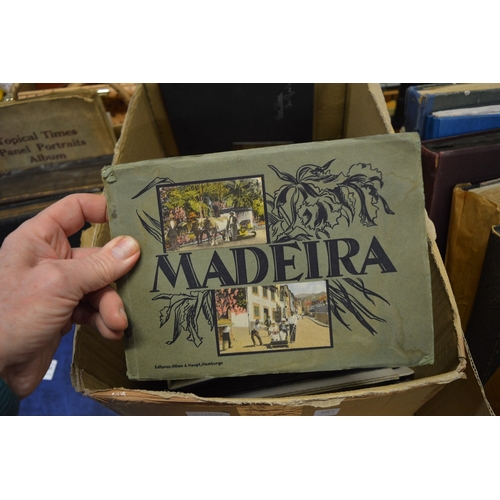 Topical Times
Panel Portraits
Album
MADEIRA